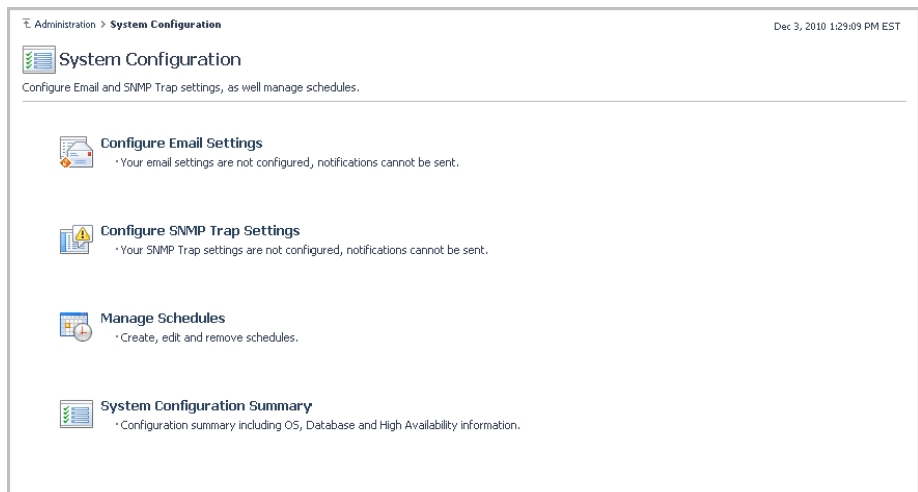 Administration > System Configuration
Dec 3, 2010 1:29:09 PM EST
System Configuration
Configure Email and SNMP Trap settings, as well manage schedules.
Configure Email Settings
· Your email settings are not configured, notifications cannot be sent.
Configure SNMP Trap Settings
· Your SNMP Trap settings are not configured, notifications cannot be sent.
Manage Schedules
· Create, edit and remove schedules.
System Configuration Summary
· Configuration summary including OS, Database and High Availability information.